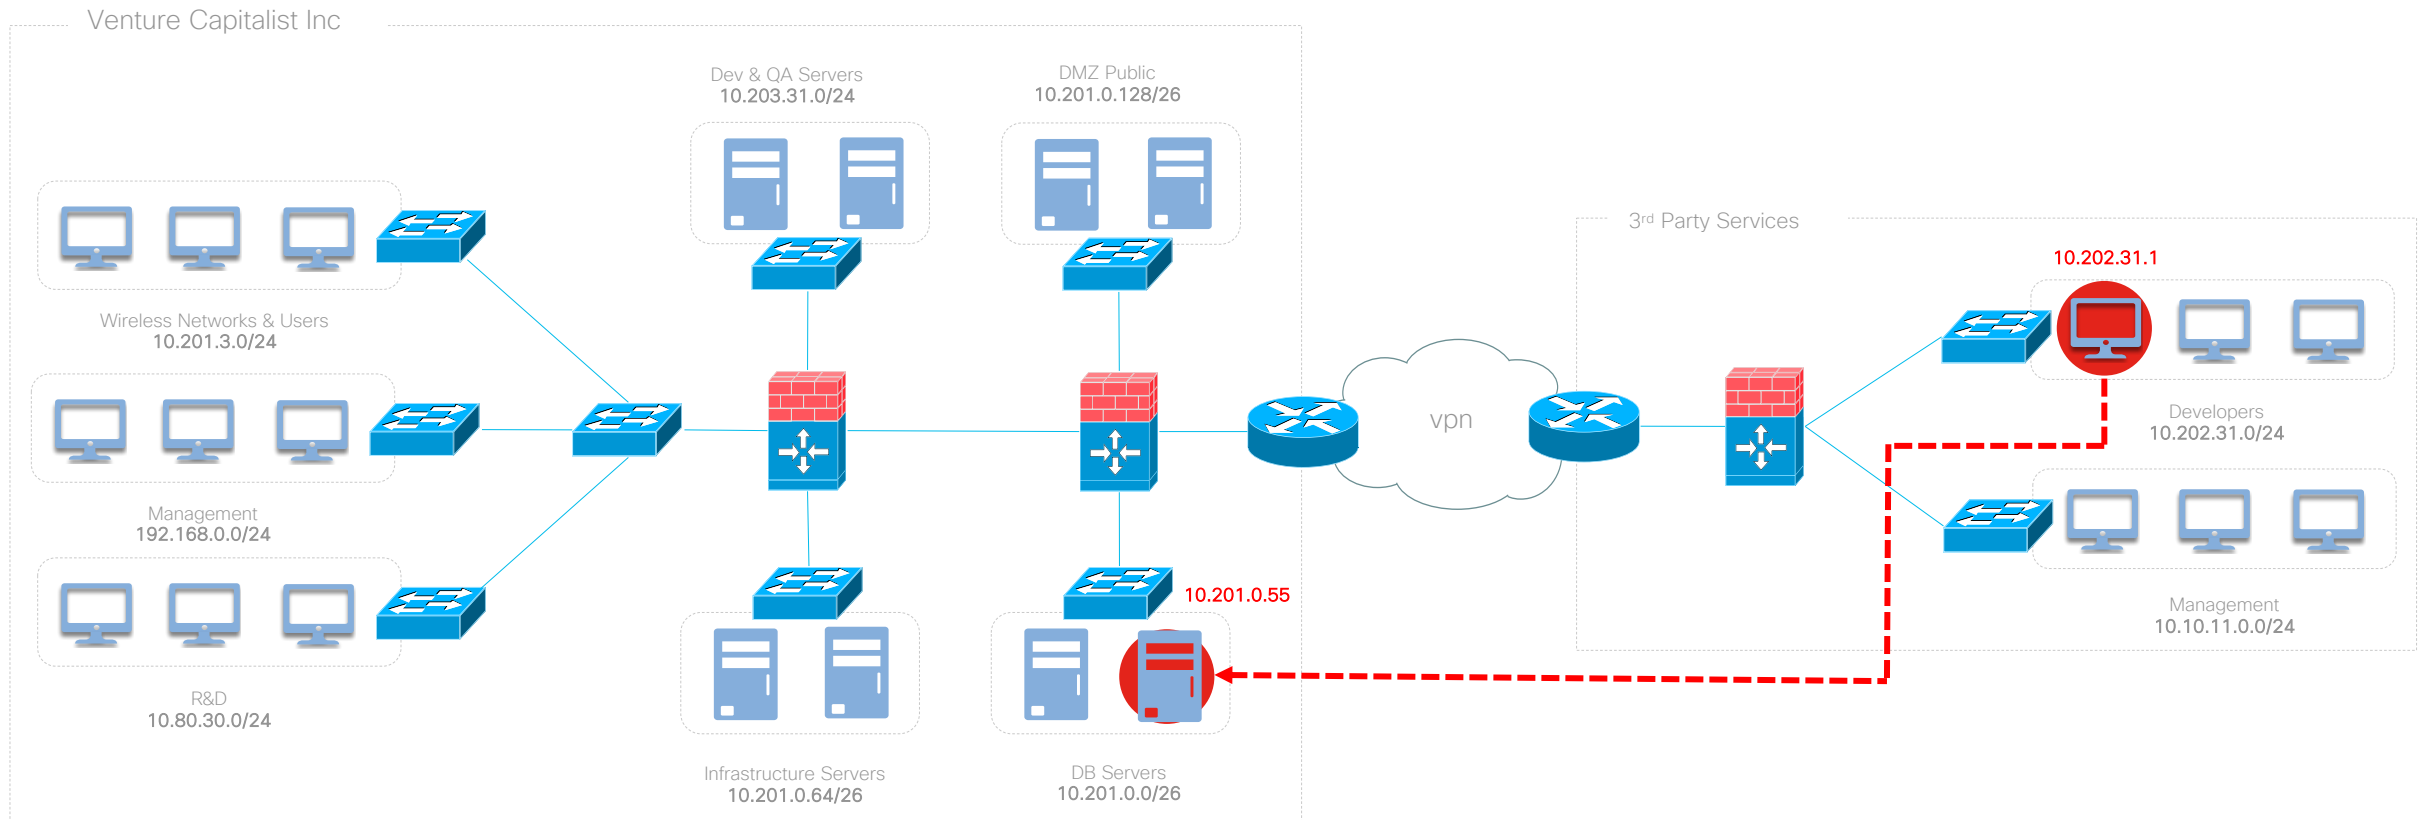 Venture Capitalist Inc
Dev & QA Servers
10.203.31.0/24
DMZ Public
10.201.0.128/26
Wireless Networks & Users
10.201.3.0/24
Management
192.168.0.0/24
R&D
10.80.30.0/24
Infrastructure Servers
10.201.0.64/26
10.201.0.55
DB Servers
10.201.0.0/26
vpn
3rd Party Services
10.202.31.1
Developers
10.202.31.0/24
Management
10.10.11.0.0/24